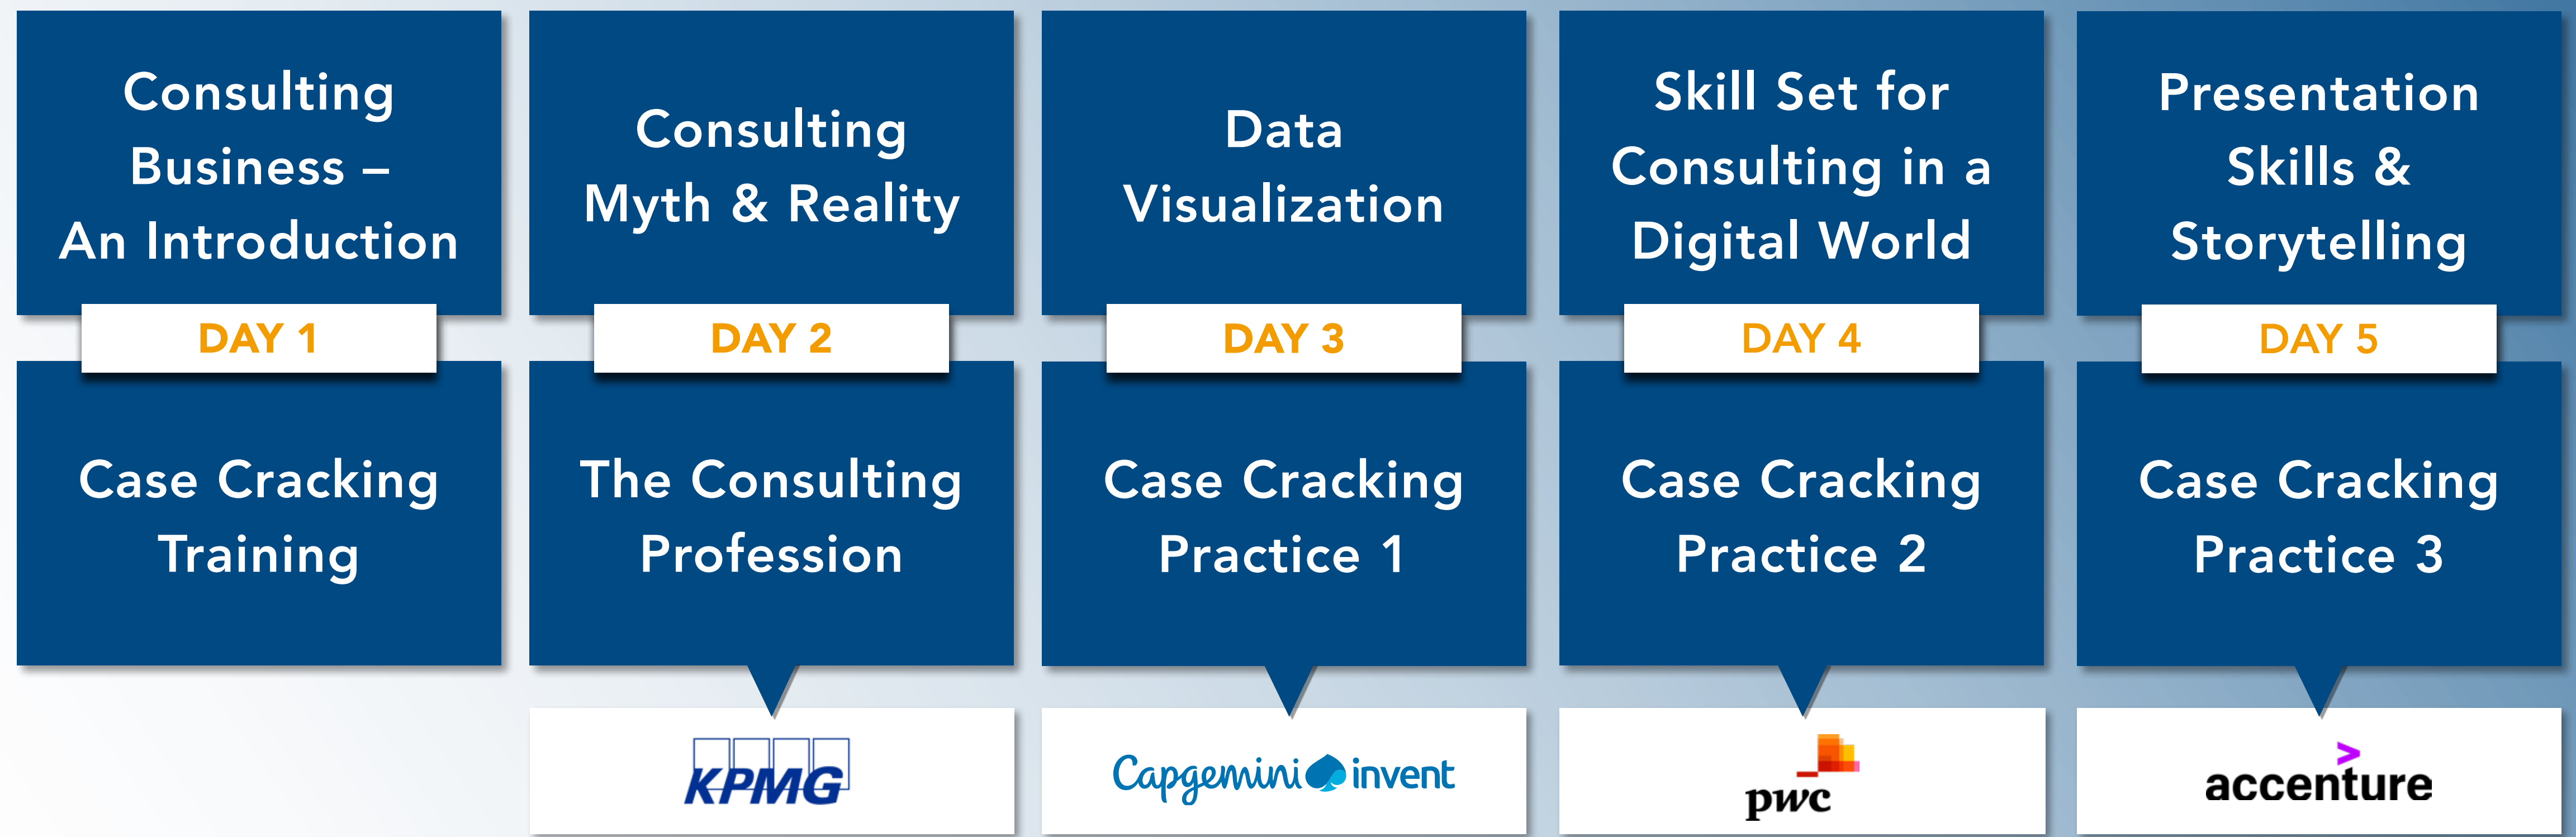 Consulting
Business –
An Introduction
DAY 1
Case Cracking
Training
Consulting
Myth & Reality
DAY 2
The Consulting
Profession
KPMG
Data
Visualization
DAY 3
Case Cracking
Practice 1
Capgemini invent
Skill Set for
Consulting in a
Digital World
DAY 4
Case Cracking
Practice 2
pwc
Presentation
Skills &
Storytelling
DAY 5
Case Cracking
Practice 3
accenture